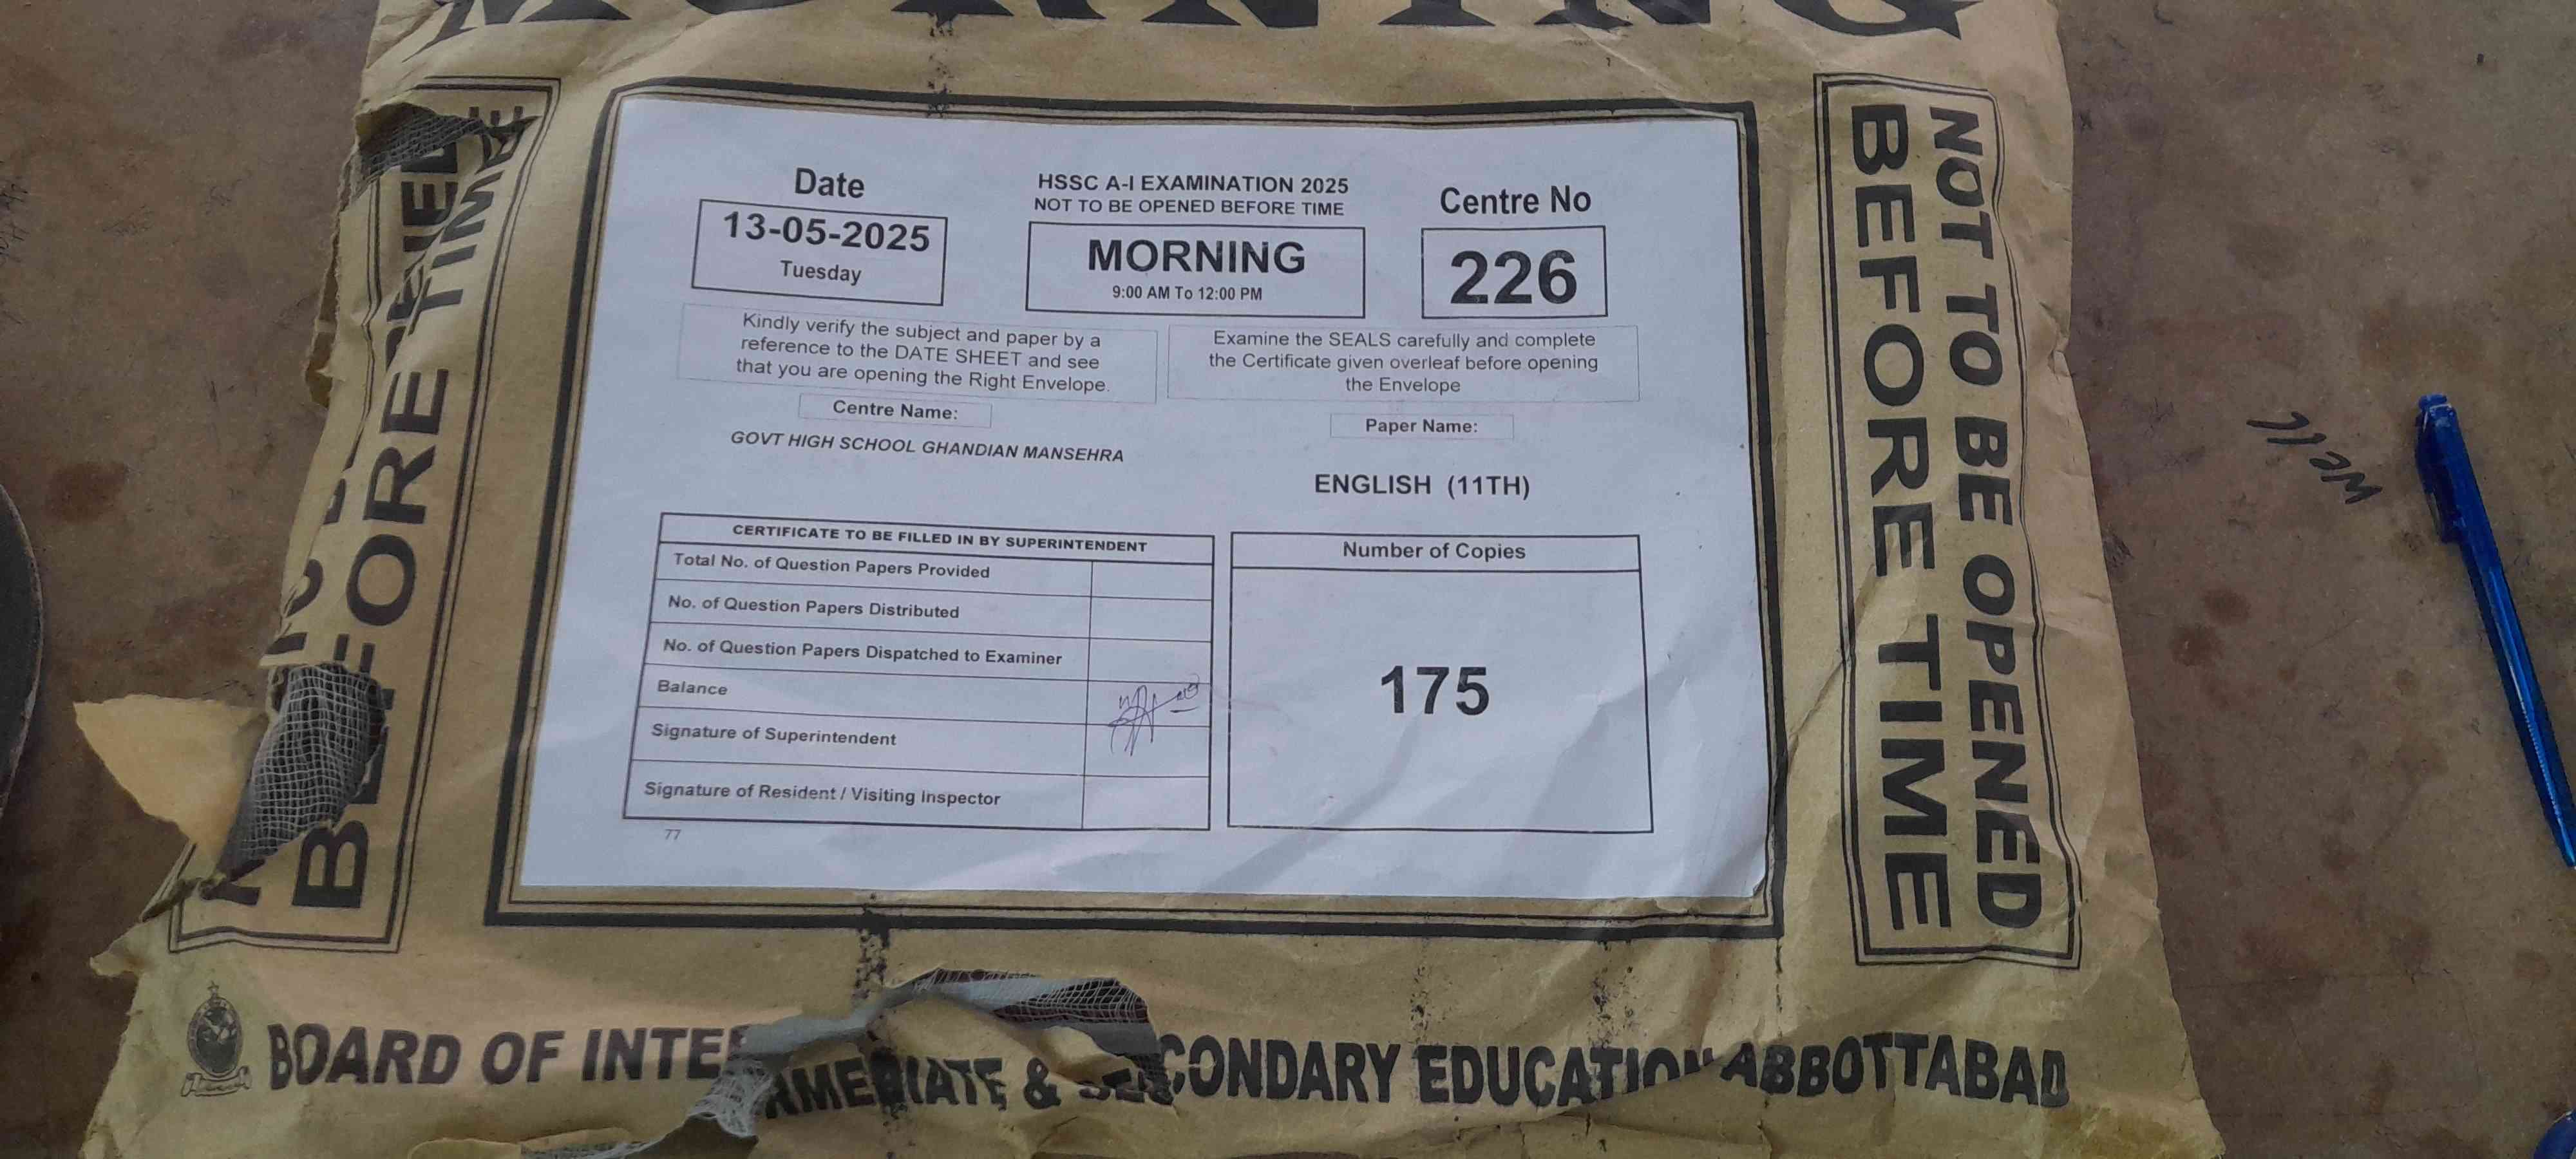 MORNING
NOT TO BE OPENED
BEFORE TIME
Date
13-05-2025
Tuesday
HSSC A-I EXAMINATION 2025
NOT TO BE OPENED BEFORE TIME
MORNING
9:00 AM To 12:00 PM
Centre No
226
Kindly verify the subject and paper by a
reference to the DATE SHEET and see
that you are opening the Right Envelope.
Examine the SEALS carefully and complete
the Certificate given overleaf before opening
the Envelope
Centre Name:
GOVT HIGH SCHOOL GHANDIAN MANSEHRA
Paper Name:
ENGLISH (11TH)
CERTIFICATE TO BE FILLED IN BY SUPERINTENDENT
Total No. of Question Papers Provided
No. of Question Papers Distributed
No. of Question Papers Dispatched to Examiner
Balance
Signature of Superintendent
Signature of Resident / Visiting Inspector
Number of Copies
175
77
BEFORE TIME
BOARD OF INTERMEDIATE & SECONDARY EDUCATION ABBOTTABAD
well